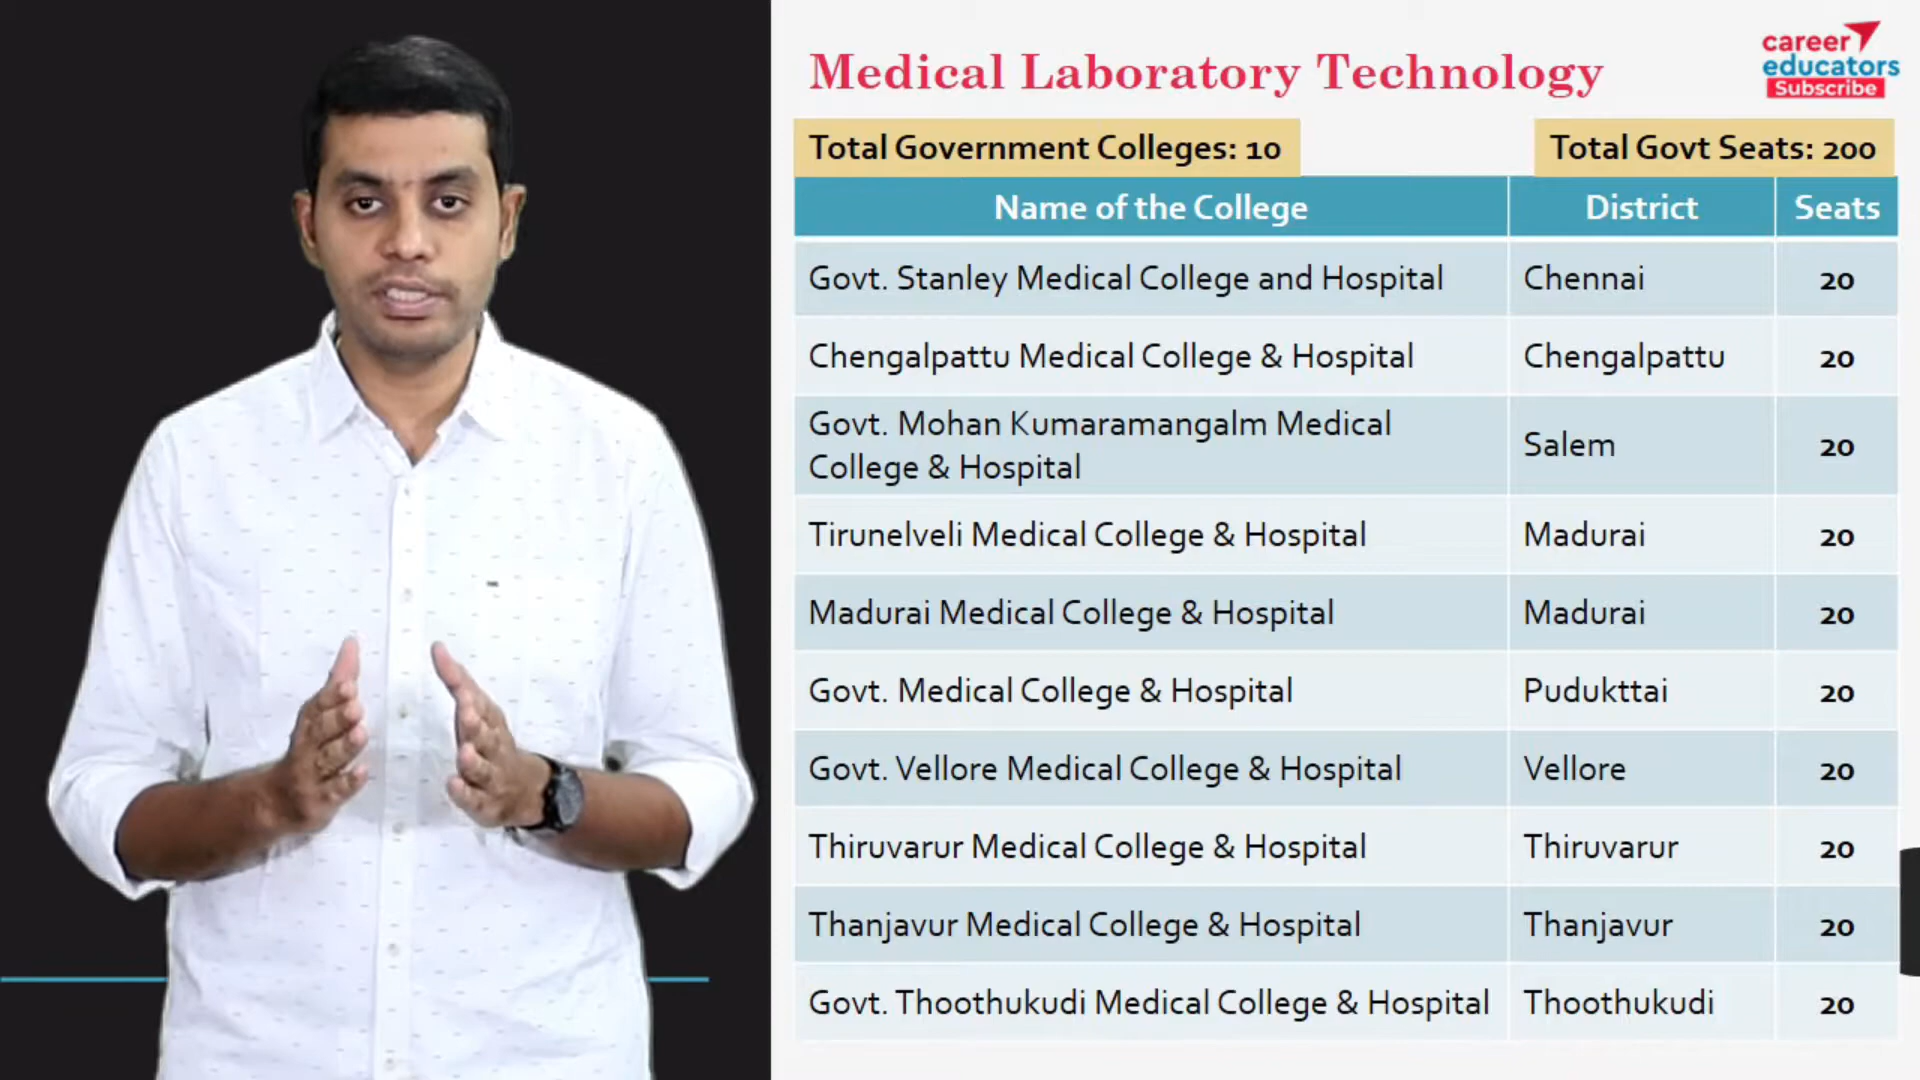 Medical Laboratory Technology
career
educators
Subscribe
Total Government Colleges: 10
Total Govt Seats: 200
Name of the College District Seats
Govt. Stanley Medical College and Hospital Chennai 20
Chengalpattu Medical College & Hospital Chengalpattu 20
Govt. Mohan Kumaramangalm Medical
College & Hospital Salem 20
Tirunelveli Medical College & Hospital Madurai 20
Madurai Medical College & Hospital Madurai 20
Govt. Medical College & Hospital Pudukttai 20
Govt. Vellore Medical College & Hospital Vellore 20
Thiruvarur Medical College & Hospital Thiruvarur 20
Thanjavur Medical College & Hospital Thanjavur 20
Govt. Thoothukudi Medical College & Hospital Thoothukudi 20